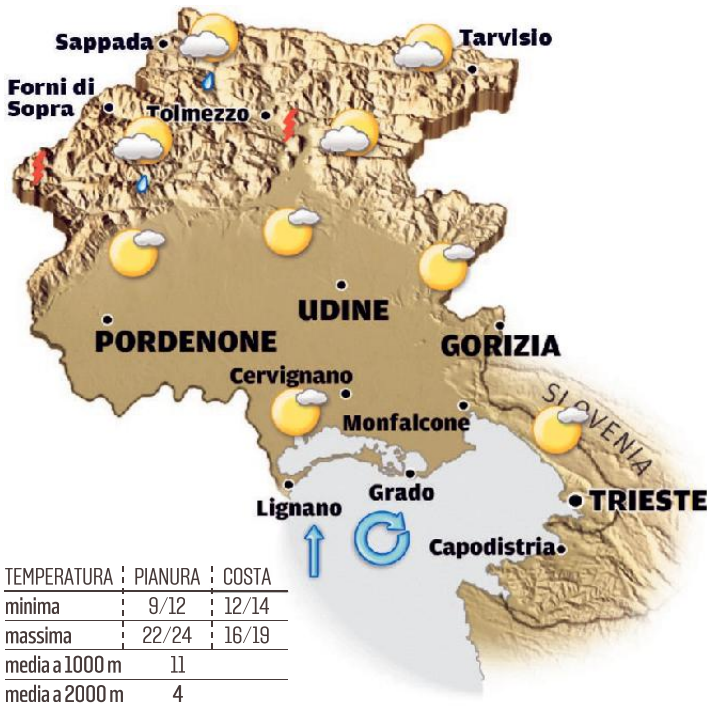 Sappada
Tarvisio
Forni di
Sopra
Tolmezzo
UDINE
PORDENONE
GORIZIA
Cervignano
SLOVENIA
Monfalcone
Grado
Lignano
TRIESTE
Capodistria
TEMPERATURA PIANURA COSTA
minima 9/12 12/14
massima 22/24 16/19
media a 1000 m 11
media a 2000 m 4